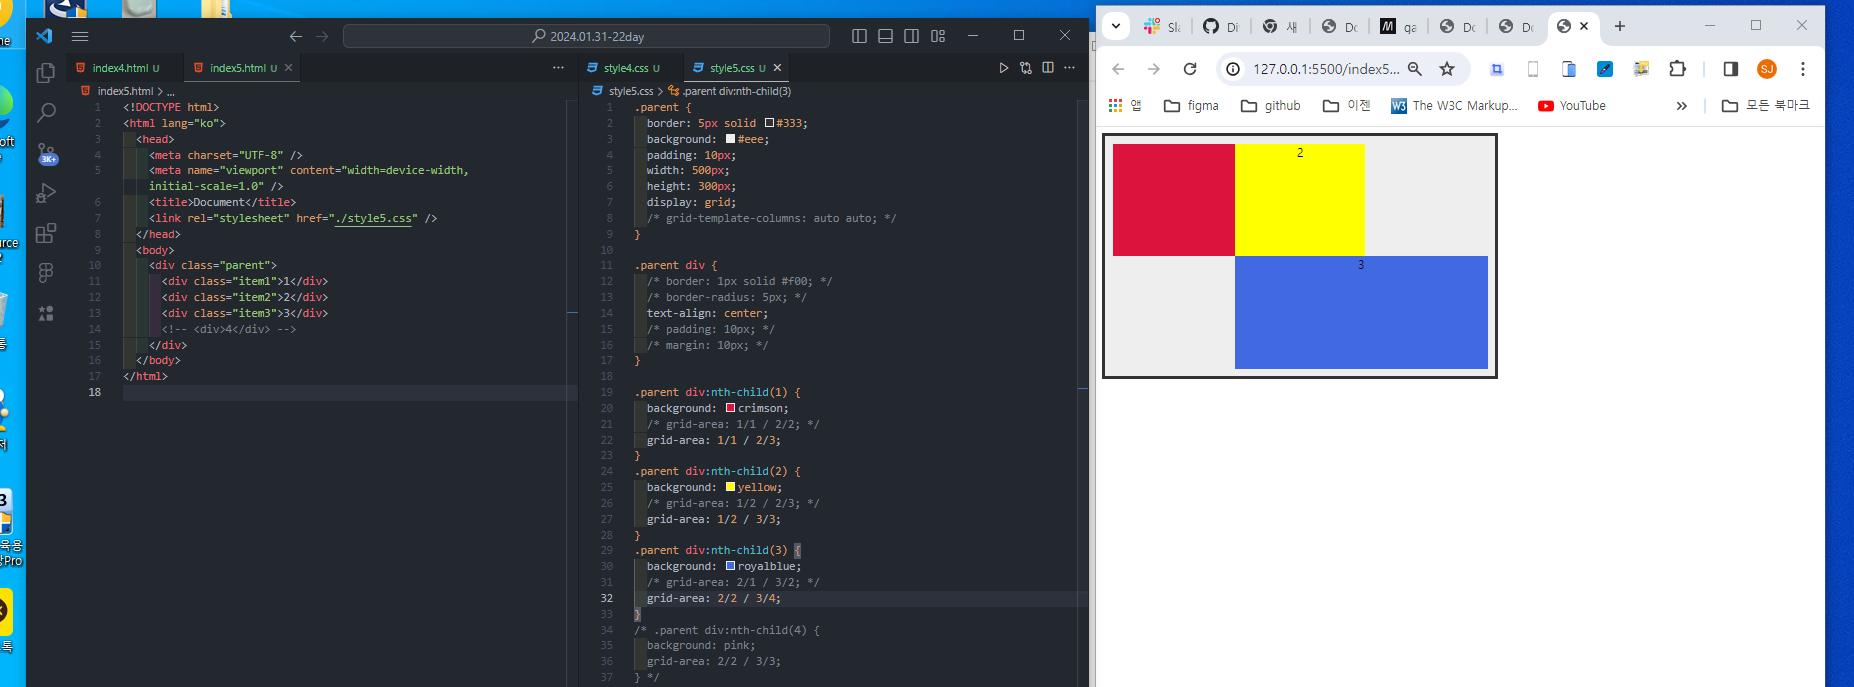 2024.01.31-22day
index4.html U
index5.html U
style4.css U
style5.css U
index5.html > ...
style5.css > .parent div:nth-child(3)
3K+
1 <!DOCTYPE html>
2 <html lang="ko">
3 <head>
4 <meta charset="UTF-8" />
5 <meta name="viewport" content="width=device-width,
initial-scale=1.0" />
6 <title>Document</title>
7 <link rel="stylesheet" href="./style5.css" />
8 </head>
9 <body>
10 <div class="parent">
11 <div class="item1">1</div>
12 <div class="item2">2</div>
13 <div class="item3">3</div>
14 <!-- <div>4</div> -->
15 </div>
16 </body>
17 </html>
18
1 .parent {
2 border: 5px solid #333;
3 background: #eee;
4 padding: 10px;
5 width: 500px;
6 height: 300px;
7 display: grid;
8 /* grid-template-columns: auto auto; */
9 }
10
11 .parent div {
12 /* border: 1px solid #f00; */
13 /* border-radius: 5px; */
14 text-align: center;
15 /* padding: 10px; */
16 /* margin: 10px; */
17 }
18
19 .parent div:nth-child(1) {
20 background: crimson;
21 /* grid-area: 1/1 / 2/2; */
22 grid-area: 1/1 / 2/3;
23 }
24 .parent div:nth-child(2) {
25 background: yellow;
26 /* grid-area: 1/2 / 2/3; */
27 grid-area: 1/2 / 3/3;
28 }
29 .parent div:nth-child(3) {
30 background: royalblue;
31 /* grid-area: 2/1 / 3/2; */
32 grid-area: 2/2 / 3/4;
33 }
34 /* .parent div:nth-child(4) {
35 background: pink;
36 grid-area: 2/2 / 3/3;
37 } */
Sla
Di
새
Do
qa
Do
Do
127.0.0.1:5500/index5...
SJ
앱
figma
github
이젠
W3
The W3C Markup...
YouTube
모든 북마크
2
3